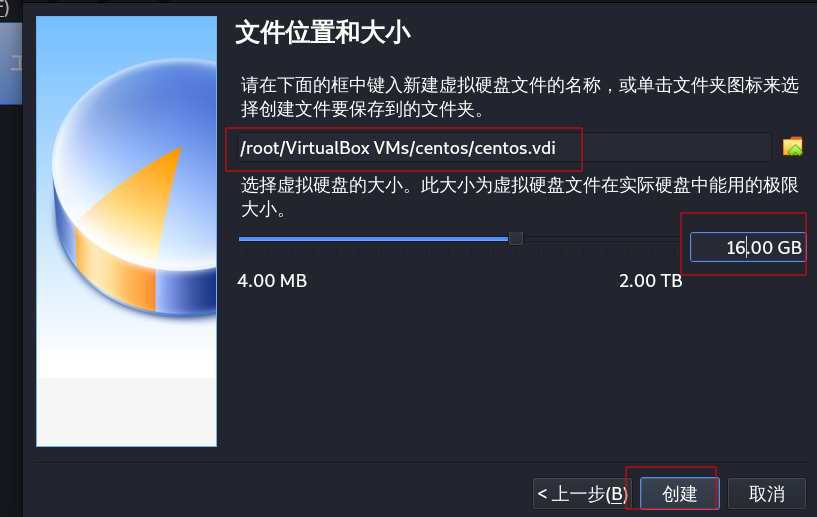 文件位置和大小
请在下面的框中键入新建虚拟硬盘文件的名称，或单击文件夹图标来选
择创建文件要保存到的文件夹。
/root/VirtualBox VMs/centos/centos.vdi
选择虚拟硬盘的大小。此大小为虚拟硬盘文件在实际硬盘中能用的极限
大小。
16.00 GB
4.00 MB 2.00 TB
< 上一步(B) 创建 取消